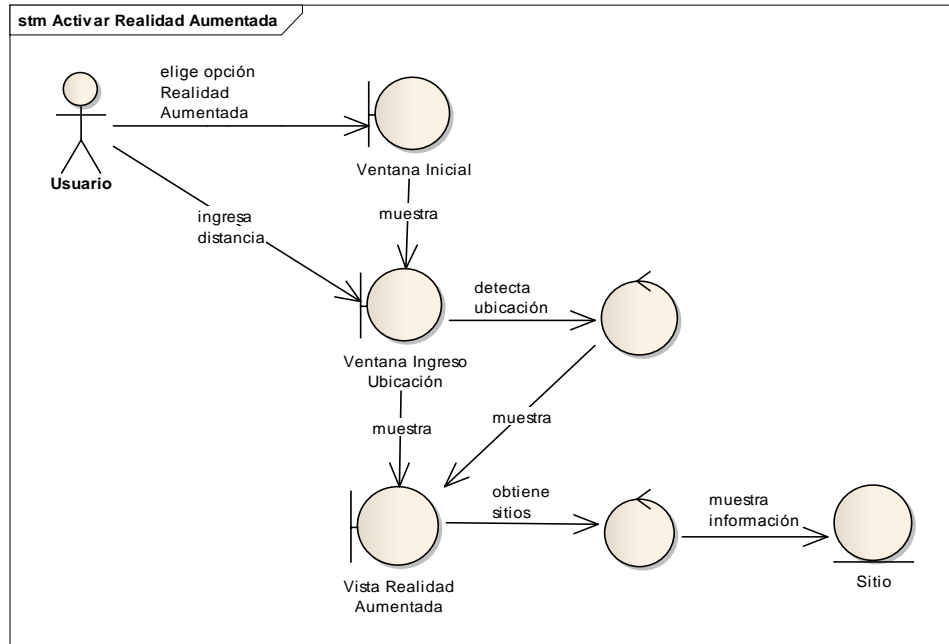 stm Activar Realidad Aumentada
elige opción
Realidad
Aumentada
Usuario
Ventana Inicial
ingresa
distancia
muestra
detecta
ubicación
Ventana Ingreso
Ubicación
muestra
muestra
obtiene
sitios
muestra
información
Vista Realidad
Aumentada
Sitio